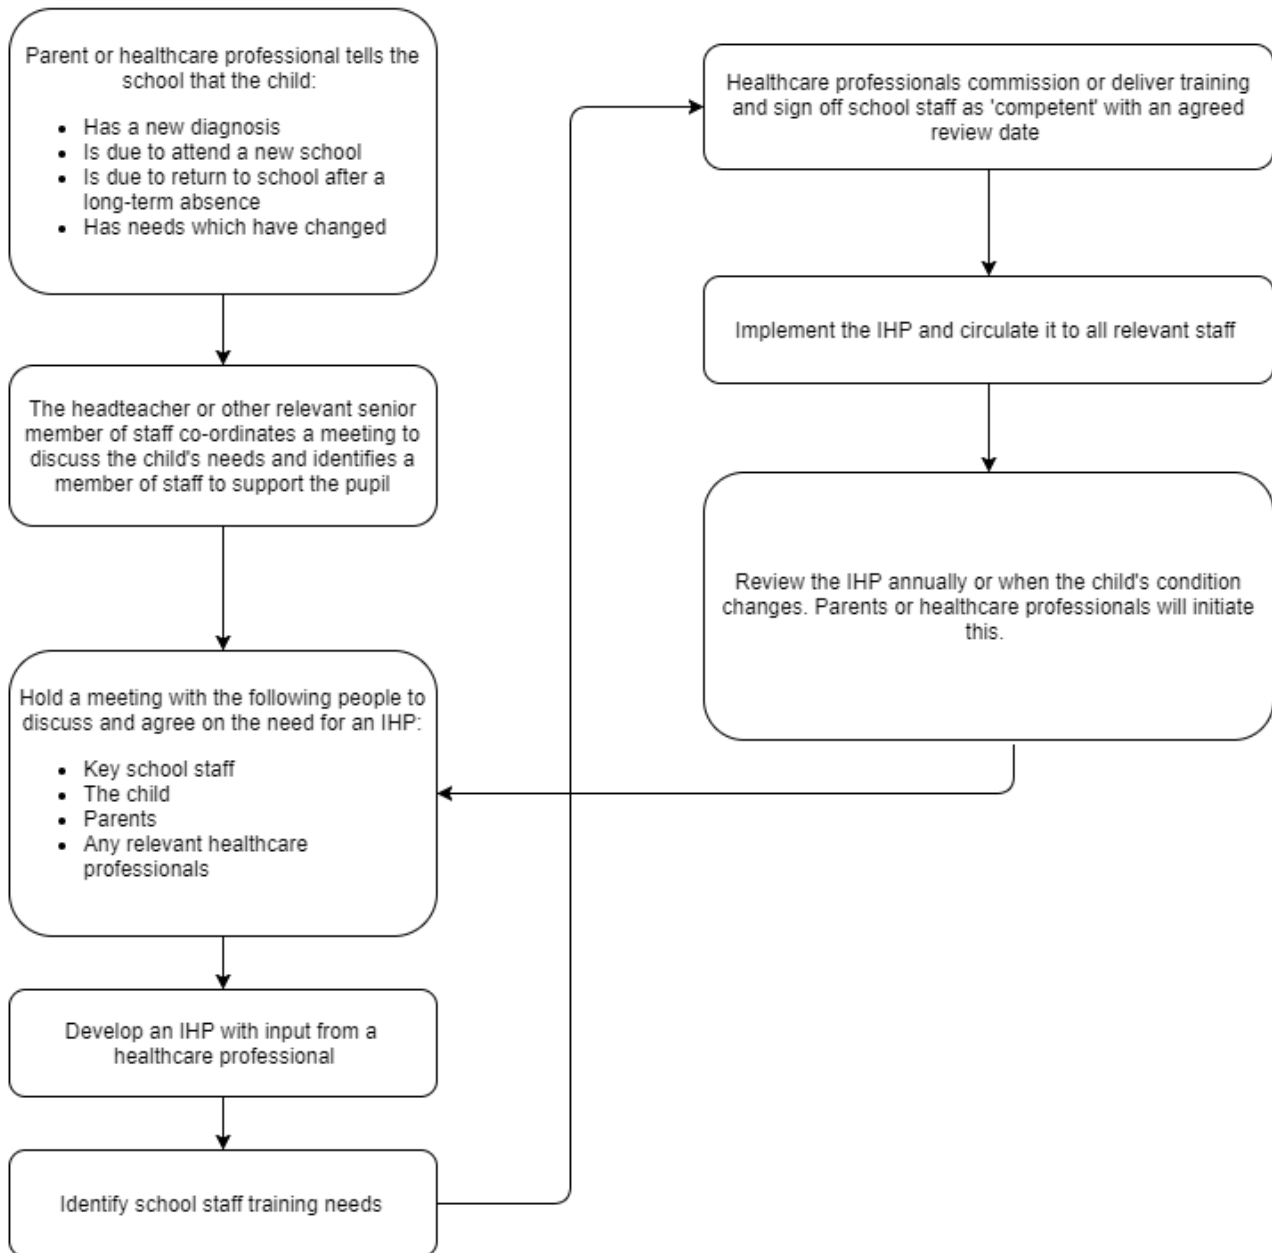 Parent or healthcare professional tells the
school that the child:
• Has a new diagnosis
• Is due to attend a new school
• Is due to return to school after a
long-term absence
• Has needs which have changed
The headteacher or other relevant senior
member of staff co-ordinates a meeting to
discuss the child's needs and identifies a
member of staff to support the pupil
Hold a meeting with the following people to
discuss and agree on the need for an IHP:
• Key school staff
• The child
• Parents
• Any relevant healthcare
professionals
Develop an IHP with input from a
healthcare professional
Identify school staff training needs
Healthcare professionals commission or deliver training
and sign off school staff as 'competent' with an agreed
review date
Implement the IHP and circulate it to all relevant staff
Review the IHP annually or when the child's condition
changes. Parents or healthcare professionals will initiate
this.